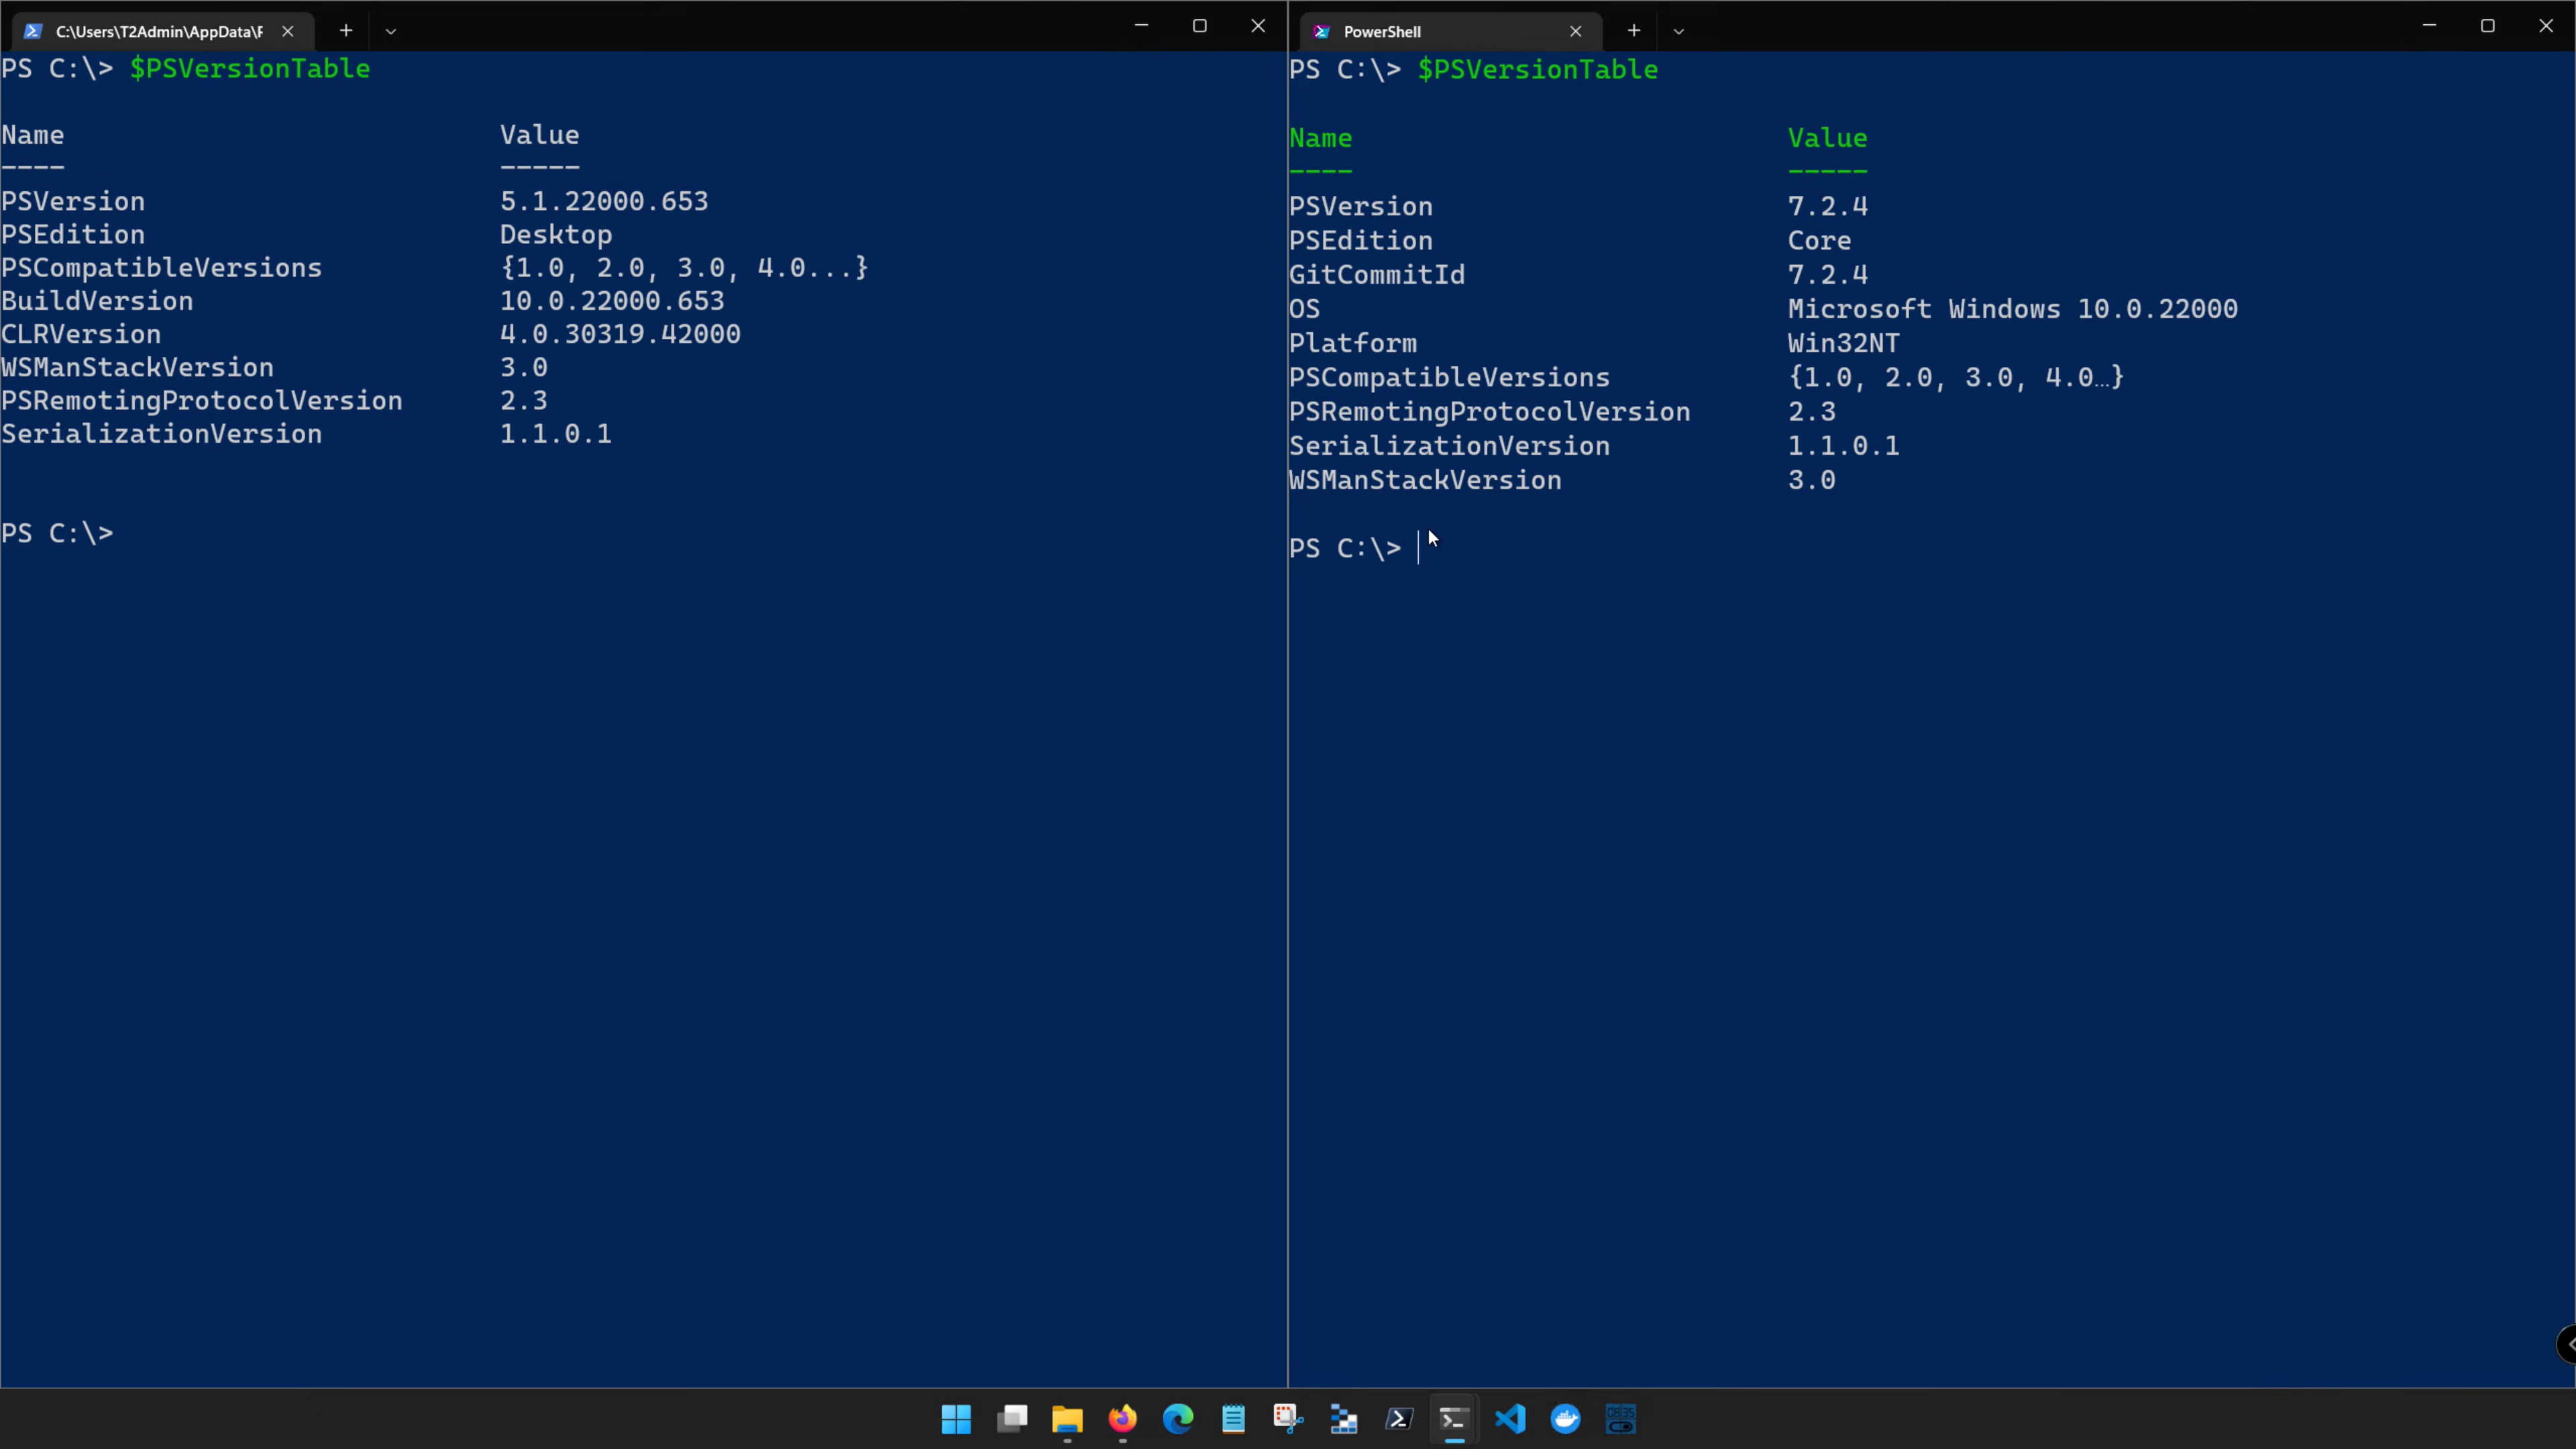 C:\Users\T2Admin\AppData\F
PS C:\> $PSVersionTable
Name Value
---- -----
PSVersion 5.1.22000.653
PSEdition Desktop
PSCompatibleVersions {1.0, 2.0, 3.0, 4.0...}
BuildVersion 10.0.22000.653
CLRVersion 4.0.30319.42000
WSManStackVersion 3.0
PSRemotingProtocolVersion 2.3
SerializationVersion 1.1.0.1
PS C:\>
PowerShell
PS C:\> $PSVersionTable
Name Value
---- -----
PSVersion 7.2.4
PSEdition Core
GitCommitId 7.2.4
OS Microsoft Windows 10.0.22000
Platform Win32NT
PSCompatibleVersions {1.0, 2.0, 3.0, 4.0…}
PSRemotingProtocolVersion 2.3
SerializationVersion 1.1.0.1
WSManStackVersion 3.0
PS C:\>